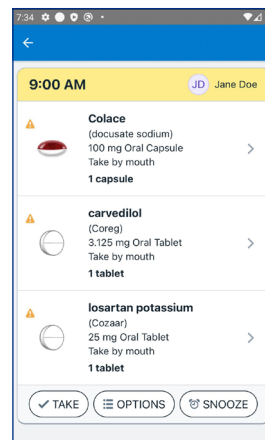 7:34
9:00 AM
JD Jane Doe
Colace
(docusate sodium)
100 mg Oral Capsule
Take by mouth
1 capsule
carvedilol
(Coreg)
3.125 mg Oral Tablet
Take by mouth
1 tablet
losartan potassium
(Cozaar)
25 mg Oral Tablet
Take by mouth
1 tablet
TAKE
OPTIONS
SNOOZE